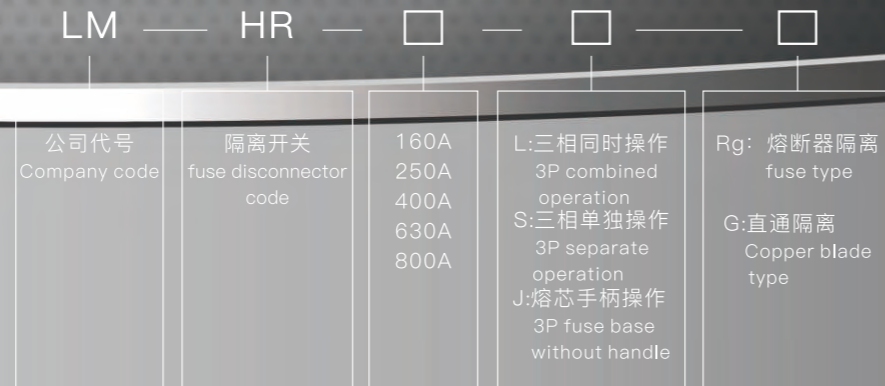 LM — HR — □ — □ — □
公司代号
Company code
隔离开关
fuse disconnector
code
160A
250A
400A
630A
800A
L:三相同时操作
3P combined
operation
S:三相单独操作
3P separate
operation
J:熔芯手柄操作
3P fuse base
without handle
Rg：熔断器隔离
fuse type
G:直通隔离
Copper blade
type